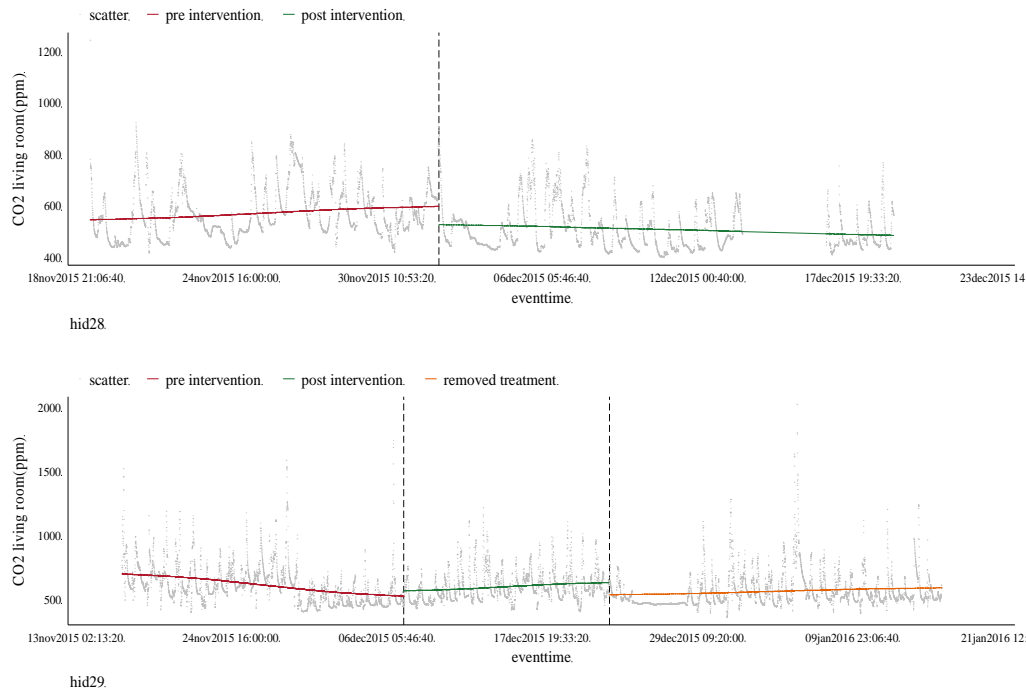 scatter. pre intervention. post intervention.
1200.
1000.
800.
600.
400.
CO2 living room(ppm).
18nov2015 21:06:40. 24nov2015 16:00:00. 30nov2015 10:53:20. 06dec2015 05:46:40. 12dec2015 00:40:00. 17dec2015 19:33:20. 23dec2015 14
eventtime.
hid28.
scatter. pre intervention. post intervention. removed treatment.
2000.
1500.
1000.
500.
CO2 living room(ppm).
13nov2015 02:13:20. 24nov2015 16:00:00. 06dec2015 05:46:40. 17dec2015 19:33:20. 29dec2015 09:20:00. 09jan2016 23:06:40. 21jan2016 12:
eventtime.
hid29.